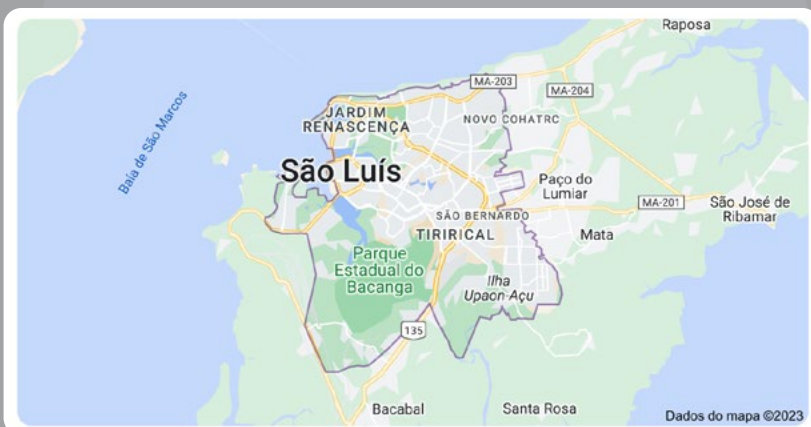 Raposa
MA-203
MA-204
JARDIM
RENASCENÇA
NOVO COHATRC
Baía de São Marcos
São Luís
Paço do
Lumiar
MA-201
São José de
Ribamar
SÃO BERNARDO
TIRIRICAL
Mata
Parque
Estadual do
Bacanga
Ilha
Upaon-Açu
135
Bacabal
Santa Rosa
Dados do mapa ©2023